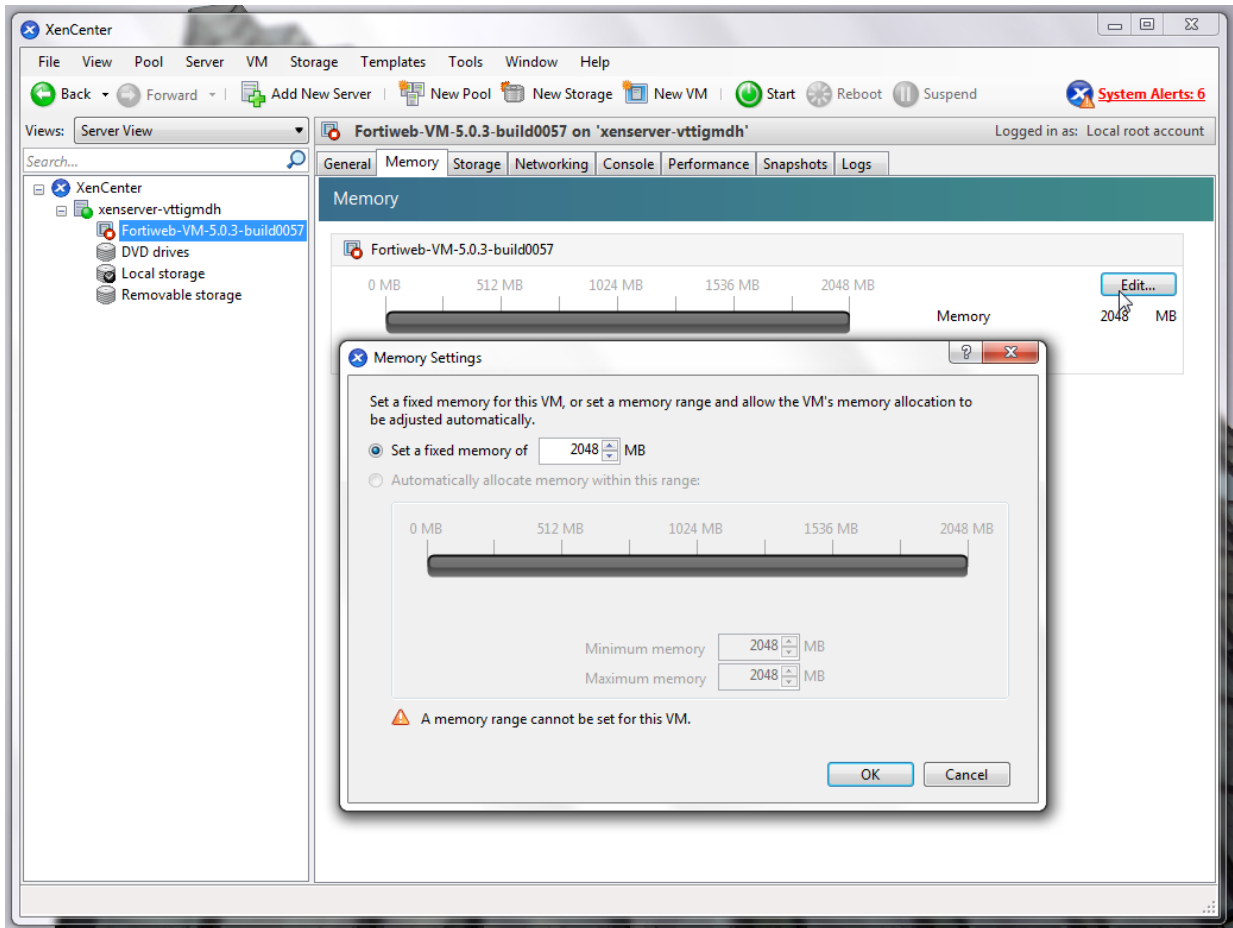 XenCenter
File View Pool Server VM Storage Templates Tools Window Help
Back Forward Add New Server New Pool New Storage New VM Start Reboot Suspend System Alerts: 6
Views: Server View
Fortiweb-VM-5.0.3-build0057 on 'xenserver-vttigmdh' Logged in as: Local root account
Search...
General Memory Storage Networking Console Performance Snapshots Logs
XenCenter
xenserver-vttigmdh
Fortiweb-VM-5.0.3-build0057
DVD drives
Local storage
Removable storage
Memory
Fortiweb-VM-5.0.3-build0057
0 MB 512 MB 1024 MB 1536 MB 2048 MB
Edit...
Memory 2048 MB
Memory Settings
Set a fixed memory for this VM, or set a memory range and allow the VM's memory allocation to
be adjusted automatically.
Set a fixed memory of 2048 MB
Automatically allocate memory within this range:
0 MB 512 MB 1024 MB 1536 MB 2048 MB
Minimum memory 2048 MB
Maximum memory 2048 MB
A memory range cannot be set for this VM.
OK Cancel